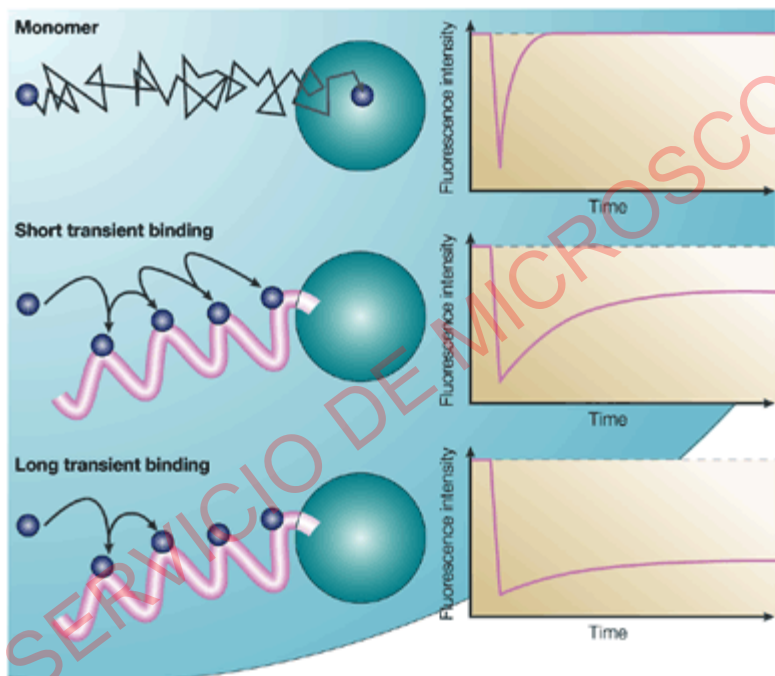 Monomer
Fluorescence intensity
Time
Short transient binding
Fluorescence intensity
Time
Long transient binding
Fluorescence intensity
Time
SERVICIO DE MICROSCO